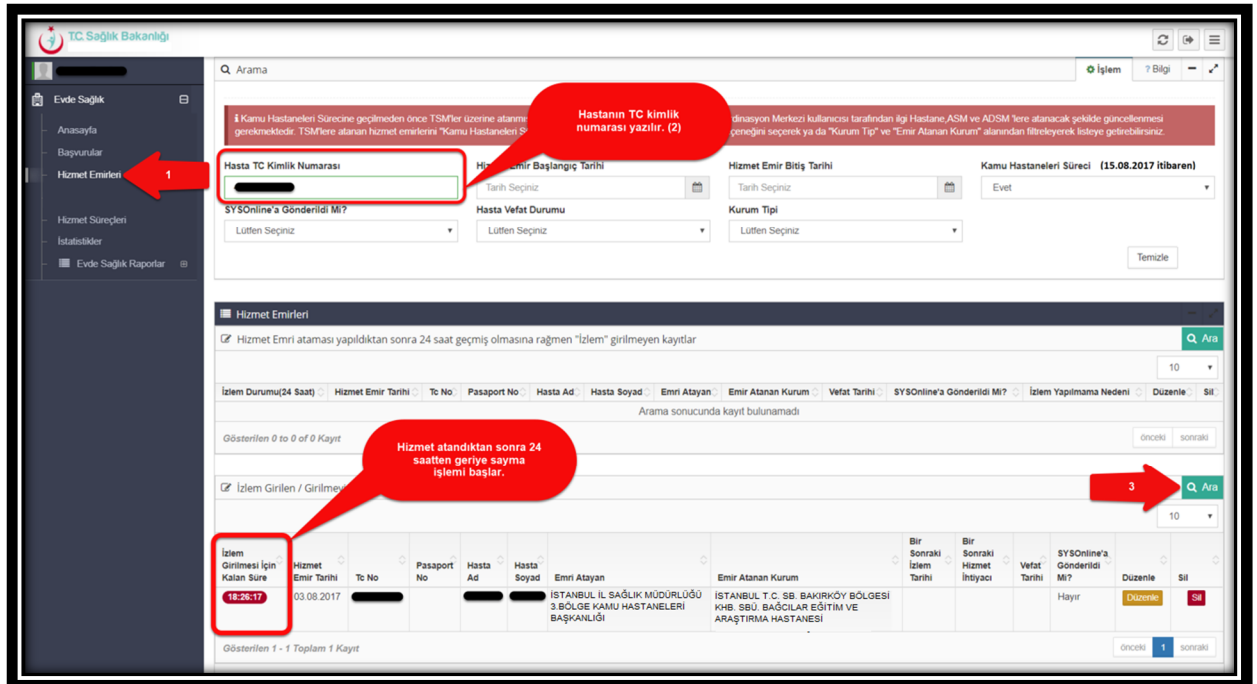 T.C. Sağlık Bakanlığı
Arama
İşlem
? Bilgi
Evde Sağlık
Anasayfa
Başvurular
Hizmet Emirleri
1
Hizmet Süreçleri
İstatistikler
Evde Sağlık Raporlar
Kamu Hastaneleri Sürecine geçilmeden önce TSM'ler üzerine atanmış
Koordinasyon Merkezi kullanıcısı tarafından ilgi Hastane,ASM ve ADSM 'lere atanacak şekilde güncellenmesi
gerekmektedir. TSM'lere atanan hizmet emirlerini "Kamu Hastaneleri
seçeneğini seçerek ya da "Kurum Tip" ve "Emir Atanan Kurum" alanından filtreleyerek listeye getirebilirsiniz.
Hastanın TC kimlik
numarası yazılır. (2)
Hasta TC Kimlik Numarası
Hizmet Emir Başlangıç Tarihi
Hizmet Emir Bitiş Tarihi
Kamu Hastaneleri Süreci (15.08.2017 itibaren)
Tarih Seçiniz
Tarih Seçiniz
Evet
SYSOnline'a Gönderildi Mi?
Hasta Vefat Durumu
Kurum Tipi
Lütfen Seçiniz
Lütfen Seçiniz
Lütfen Seçiniz
Temizle
Hizmet Emirleri
Hizmet Emri ataması yapıldıktan sonra 24 saat geçmiş olmasına rağmen "İzlem" girilmeyen kayıtlar
Ara
10
İzlem Durumu(24 Saat) Hizmet Emir Tarihi Tc No Pasaport No Hasta Ad Hasta Soyad Emri Atayan Emir Atanan Kurum Vefat Tarihi SYSOnline'a Gönderildi Mi? İzlem Yapılmama Nedeni Düzenle Sil
Arama sonucunda kayıt bulunamadı
Gösterilen 0 to 0 of 0 Kayıt
önceki sonraki
Hizmet atandıktan sonra 24
saatten geriye sayma
işlemi başlar.
İzlem Girilen / Girilmeyen
3
Ara
10
İzlem
Girilmesi İçin
Kalan Süre
Hizmet
Emir Tarihi
Tc No
Pasaport
No
Hasta
Ad
Hasta
Soyad
Emri Atayan
Emir Atanan Kurum
Bir
Sonraki
İzlem
Tarihi
Bir
Sonraki
Hizmet
İhtiyacı
Vefat
Tarihi
SYSOnline'a
Gönderildi
Mi?
Düzenle
Sil
18:26:17
03.08.2017
İSTANBUL İL SAĞLIK MÜDÜRLÜĞÜ
3.BÖLGE KAMU HASTANELERİ
BAŞKANLIĞI
İSTANBUL T.C. SB. BAKIRKÖY BÖLGESİ
KHB. SBÜ. BAĞCILAR EĞİTİM VE
ARAŞTIRMA HASTANESİ
Hayır
Düzenle
Sil
Gösterilen 1 - 1 Toplam 1 Kayıt
önceki 1 sonraki